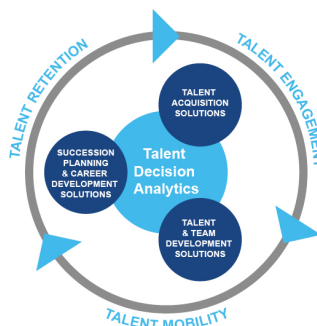 TALENT RETENTION
TALENT ENGAGEMENT
TALENT
ACQUISITION
SOLUTIONS
SUCCESSION
PLANNING
& CAREER
DEVELOPMENT
SOLUTIONS
Talent
Decision
Analytics
TALENT
& TEAM
DEVELOPMENT
SOLUTIONS
TALENT MOBILITY